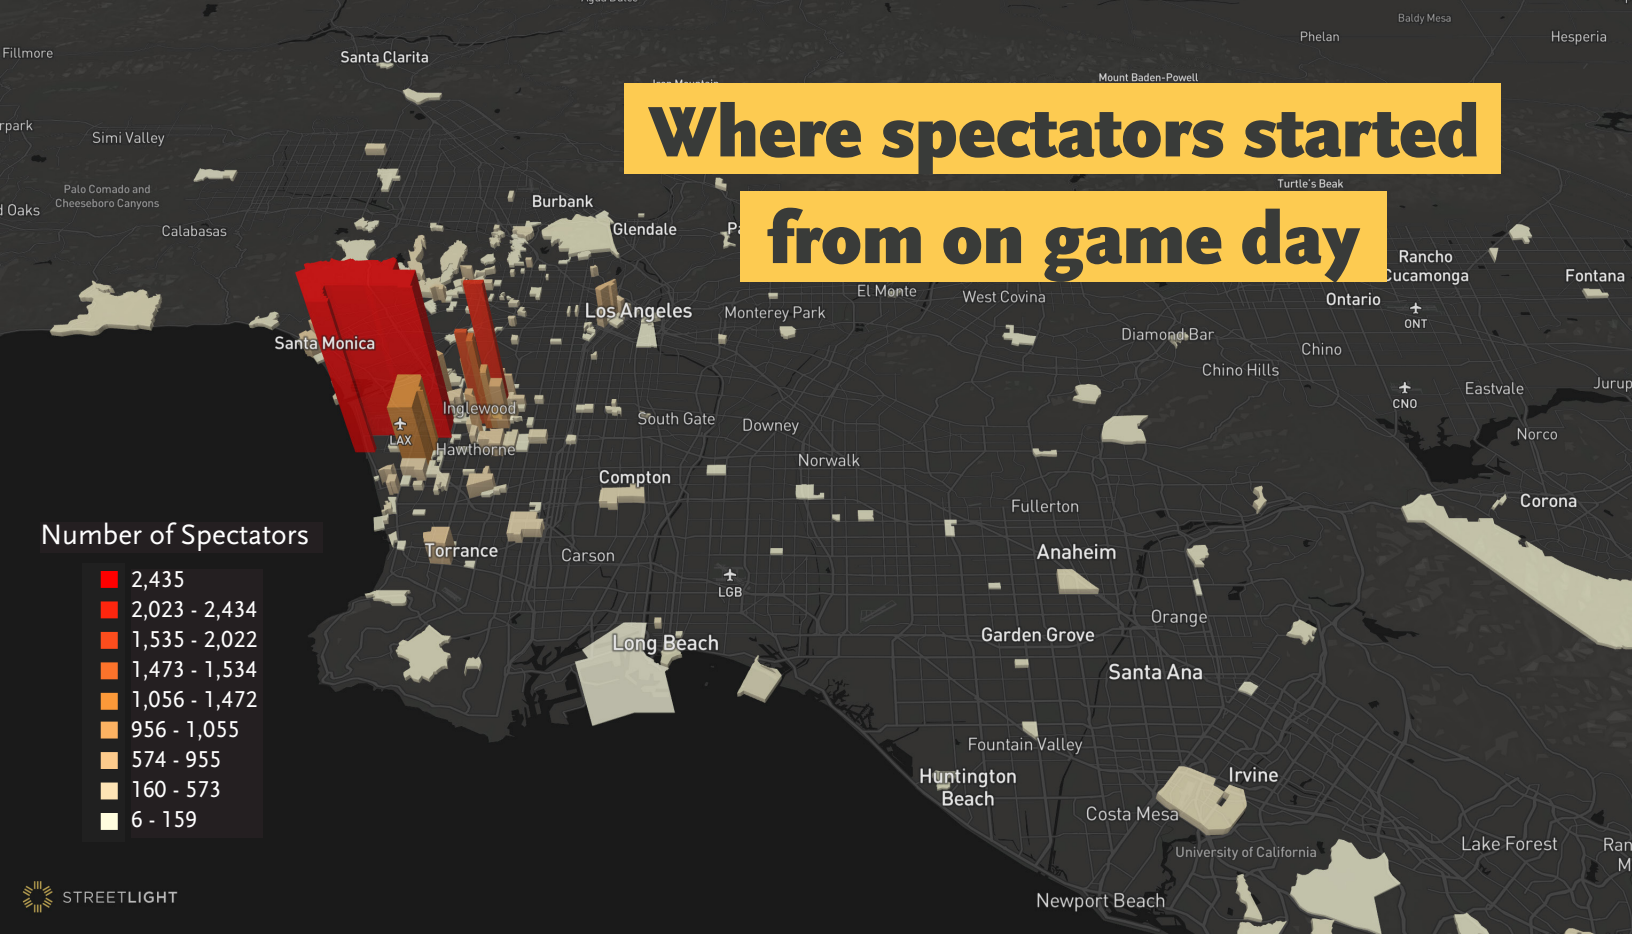 Where spectators started
from on game day
Baldy Mesa
Phelan
Hesperia
Fillmore
Santa Clarita
Mount Baden-Powell
Simi Valley
Turtle's Beak
Palo Comado and
Cheeseboro Canyons
Burbank
Glendale
Calabasas
Rancho
Cucamonga
Fontana
El Monte
West Covina
Ontario
ONT
Los Angeles
Monterey Park
Diamond Bar
Santa Monica
Chino
Chino Hills
Eastvale
CNO
Inglewood
South Gate
Downey
LAX
Hawthorne
Norco
Norwalk
Compton
Corona
Fullerton
Torrance
Carson
Anaheim
LGB
Orange
Long Beach
Garden Grove
Santa Ana
Fountain Valley
Huntington
Beach
Irvine
Costa Mesa
University of California
Lake Forest
Newport Beach
Number of Spectators
2,435
2,023 - 2,434
1,535 - 2,022
1,473 - 1,534
1,056 - 1,472
956 - 1,055
574 - 955
160 - 573
6 - 159
STREETLIGHT